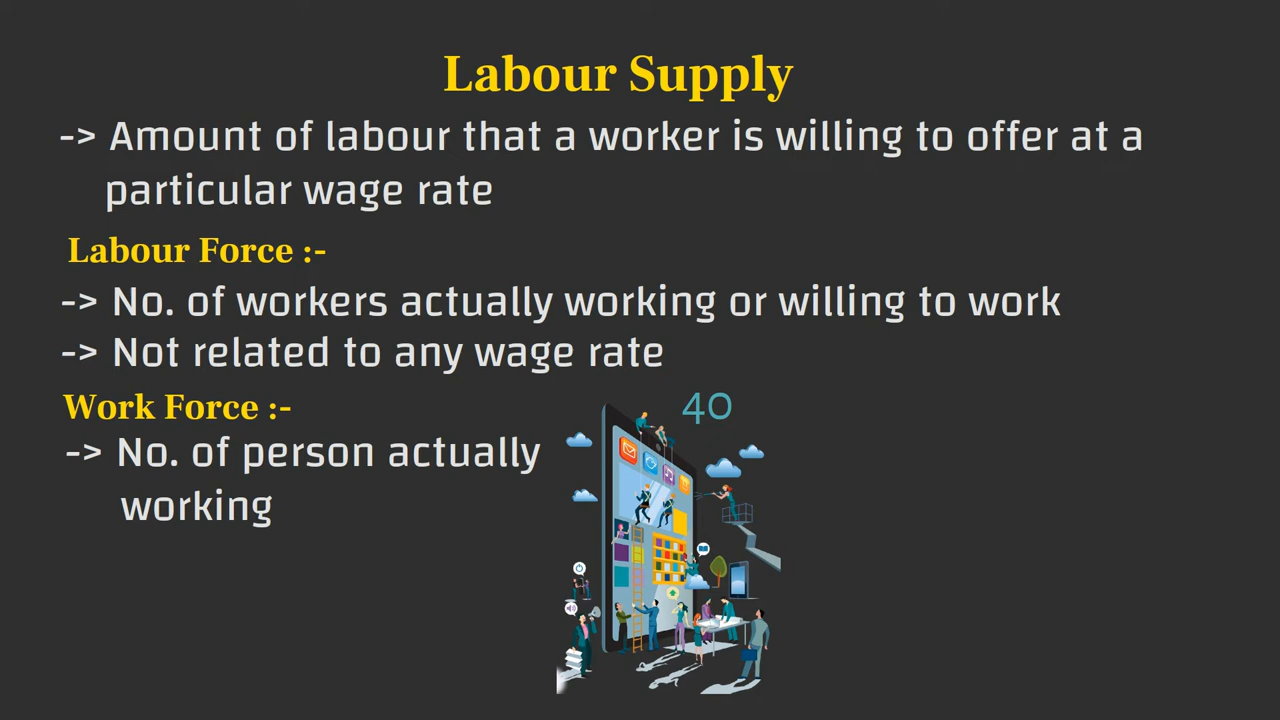 Labour Supply
-> Amount of labour that a worker is willing to offer at a
particular wage rate
Labour Force :-
-> No. of workers actually working or willing to work
-> Not related to any wage rate
Work Force :-
-> No. of person actually
working
40